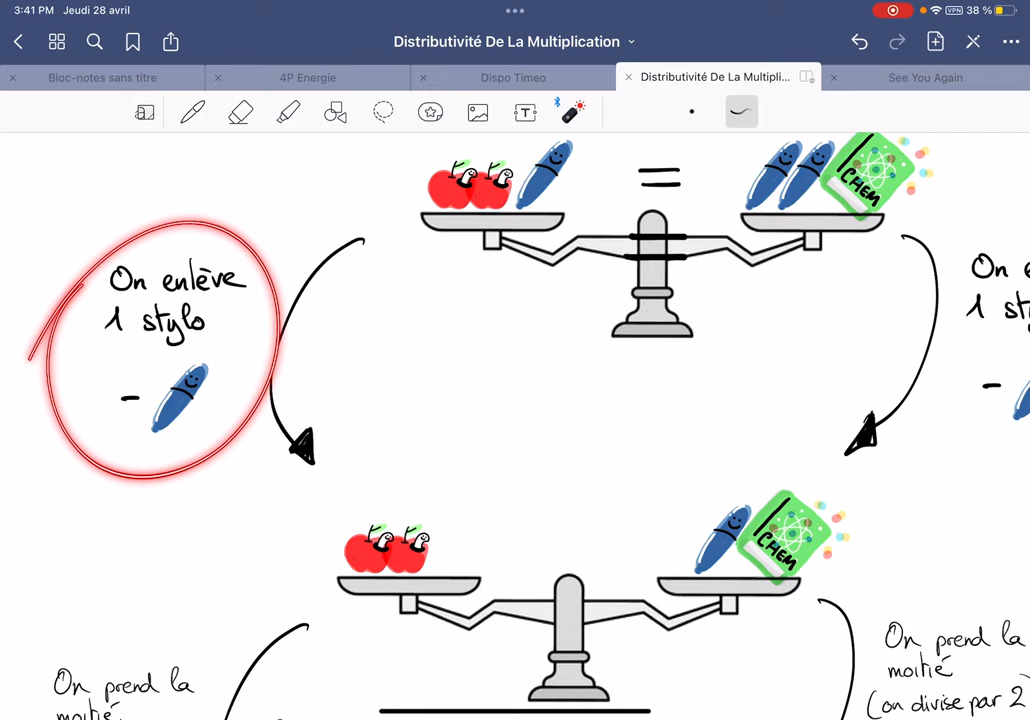 3:41 PM Jeudi 28 avril
VPN 38 %
Distributivité De La Multiplication
Bloc-notes sans titre
4P Energie
Dispo Timeo
Distributivité De La Multipli...
See You Again
T
=
CHEM
On enlève
1 stylo
-
On
1
-
CHEM
On prend la
moitié
On prend la
moitié
(on divise par 2